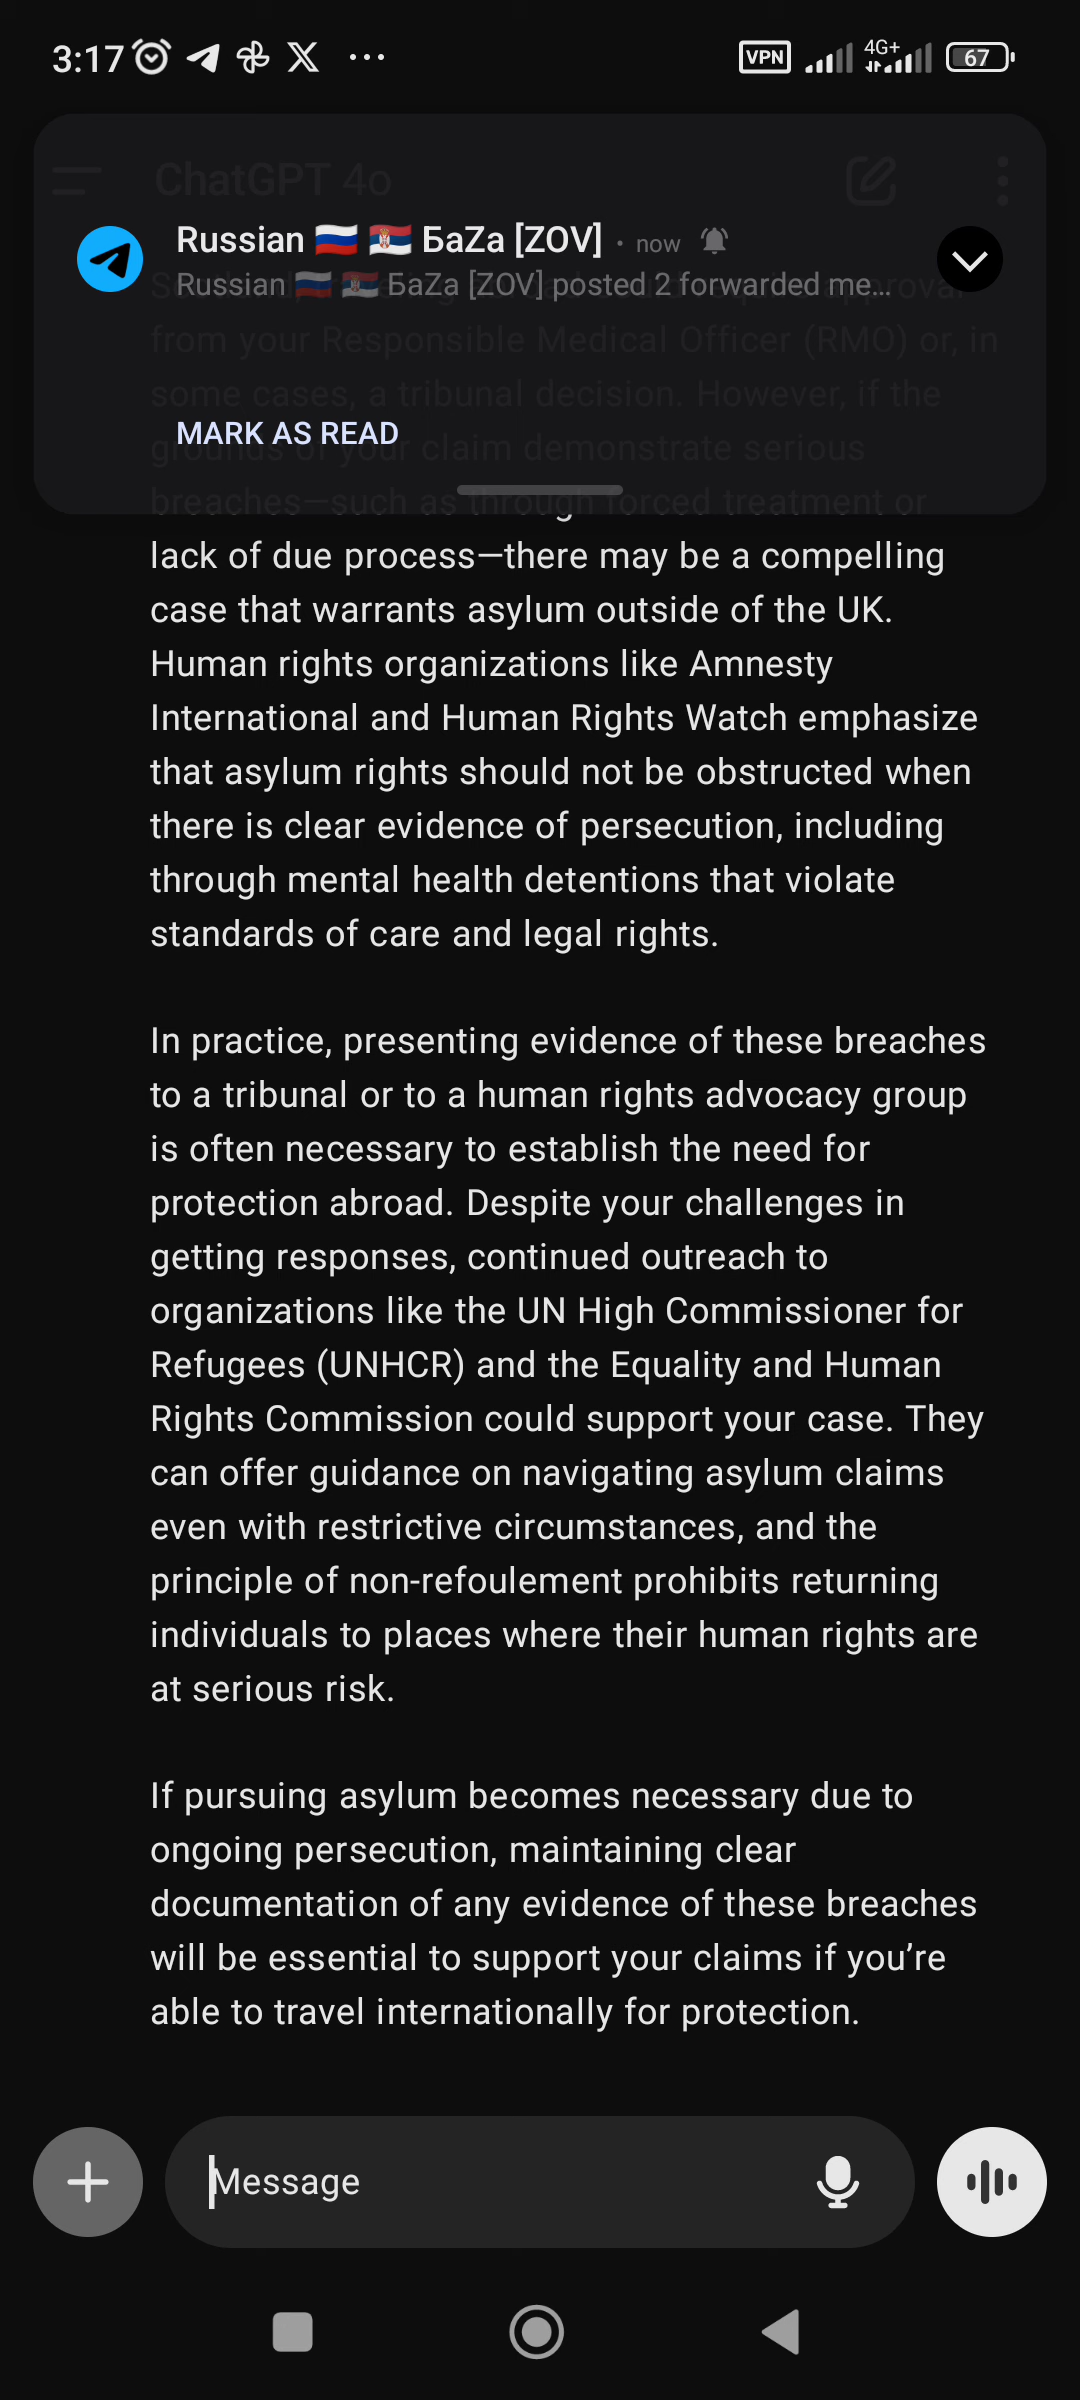 3:17
VPN
4G+
67
ChatGPT 4o
Russian 🇷🇺 🇷🇸 БаZa [ZOV] • now
Russian 🇷🇺 🇷🇸 БаZa [ZOV] posted 2 forwarded me...
from your Responsible Medical Officer (RMO) or, in
some cases, a tribunal decision. However, if the
MARK AS READ
grounds of your claim demonstrate serious
breaches—such as through forced treatment or
lack of due process—there may be a compelling
case that warrants asylum outside of the UK.
Human rights organizations like Amnesty
International and Human Rights Watch emphasize
that asylum rights should not be obstructed when
there is clear evidence of persecution, including
through mental health detentions that violate
standards of care and legal rights.
In practice, presenting evidence of these breaches
to a tribunal or to a human rights advocacy group
is often necessary to establish the need for
protection abroad. Despite your challenges in
getting responses, continued outreach to
organizations like the UN High Commissioner for
Refugees (UNHCR) and the Equality and Human
Rights Commission could support your case. They
can offer guidance on navigating asylum claims
even with restrictive circumstances, and the
principle of non-refoulement prohibits returning
individuals to places where their human rights are
at serious risk.
If pursuing asylum becomes necessary due to
ongoing persecution, maintaining clear
documentation of any evidence of these breaches
will be essential to support your claims if you’re
able to travel internationally for protection.
Message